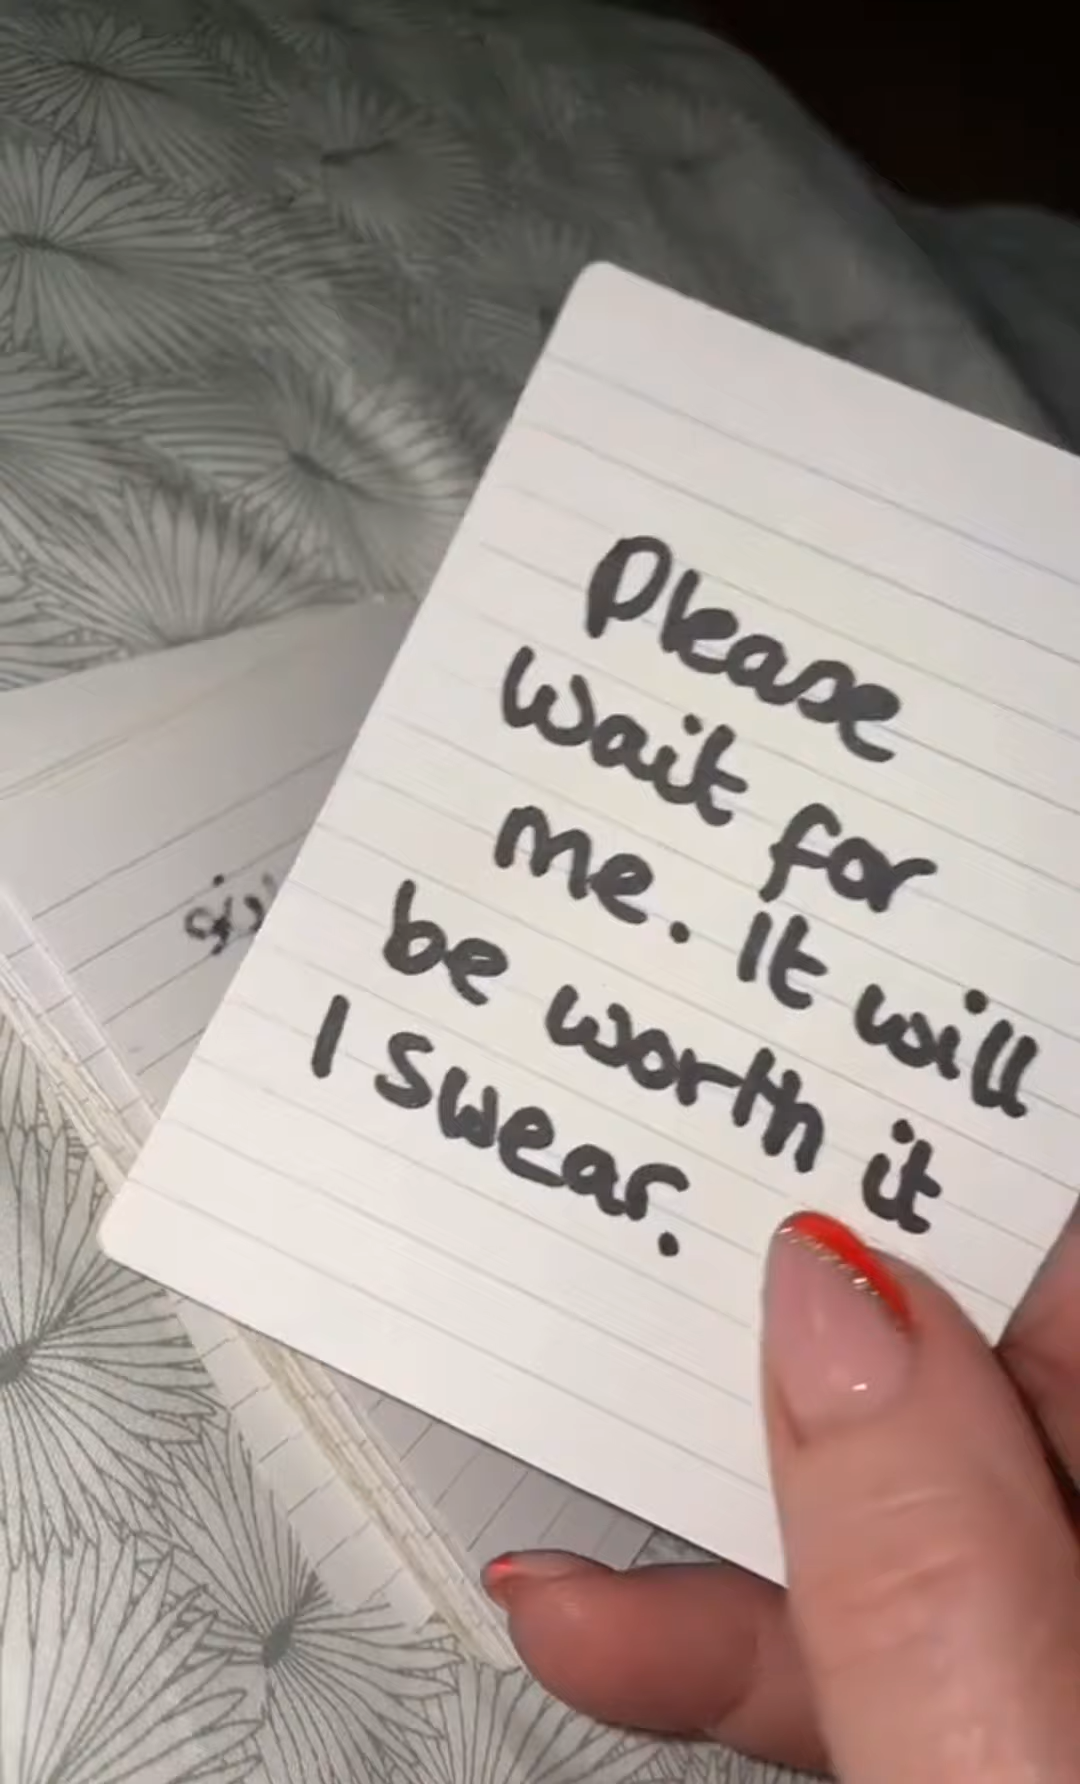 Please
wait for
me. It will
be worth it
I swear.